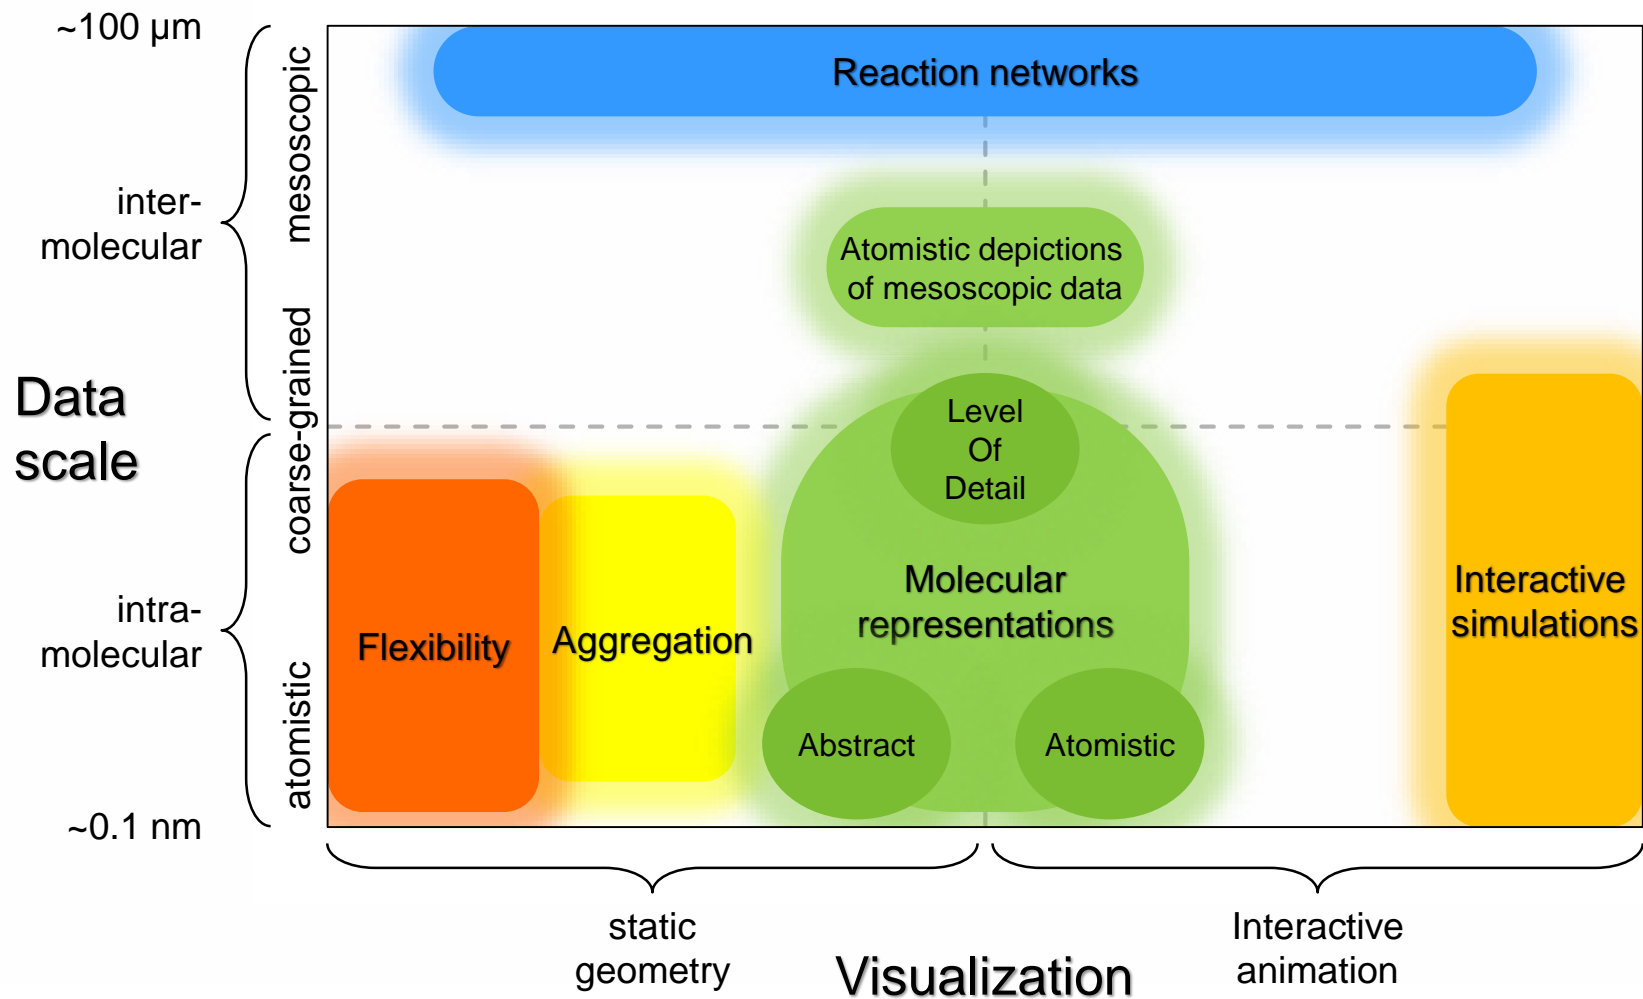 ~100 µm
mesoscopic
Reaction networks
inter-
molecular
Atomistic depictions
of mesoscopic data
coarse-grained
Data
scale
Level
Of
Detail
Molecular
representations
Interactive
simulations
intra-
molecular
Flexibility
Aggregation
atomistic
Abstract
Atomistic
~0.1 nm
static
geometry
Visualization
Interactive
animation